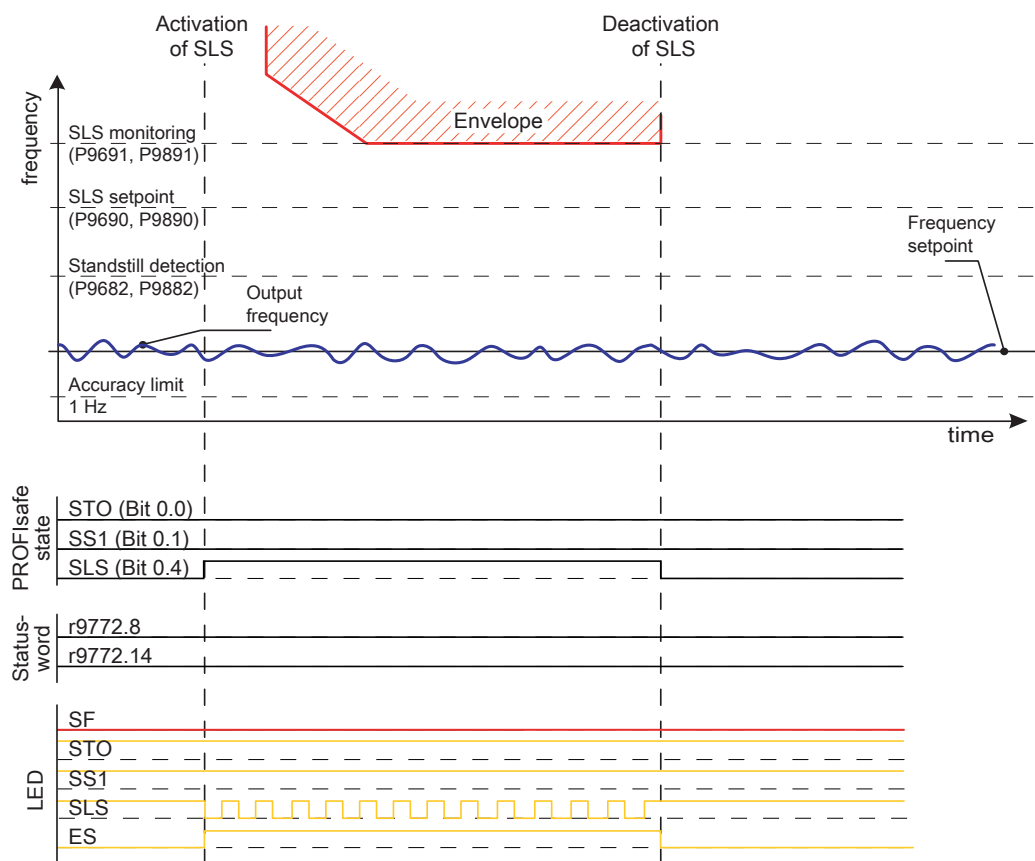 Activation
of SLS
Deactivation
of SLS
frequency
Envelope
SLS monitoring
(P9691, P9891)
SLS setpoint
(P9690, P9890)
Frequency
setpoint
Standstill detection
(P9682, P9882)
Output
frequency
Accuracy limit
1 Hz
time
PROFIsafe
state
STO (Bit 0.0)
SS1 (Bit 0.1)
SLS (Bit 0.4)
Status-
word
r9772.8
r9772.14
LED
SF
STO
SS1
SLS
ES